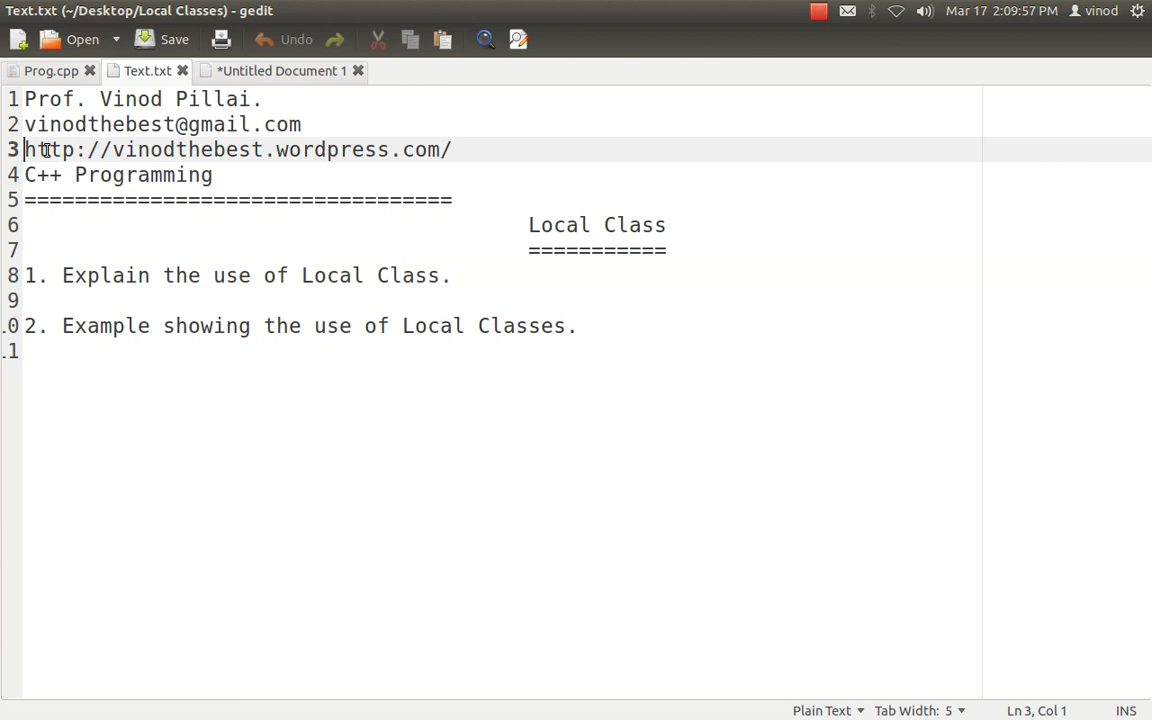 Text.txt (~/Desktop/Local Classes) - gedit
Mar 17 2:09:57 PM vinod
Open Save Undo
Prog.cpp Text.txt *Untitled Document 1
1 Prof. Vinod Pillai.
2 vinodthebest@gmail.com
3 http://vinodthebest.wordpress.com/
4 C++ Programming
5 ==================================
6 Local Class
7 ===========
8 1. Explain the use of Local Class.
9
10 2. Example showing the use of Local Classes.
11
Plain Text Tab Width: 5 Ln 3, Col 1 INS